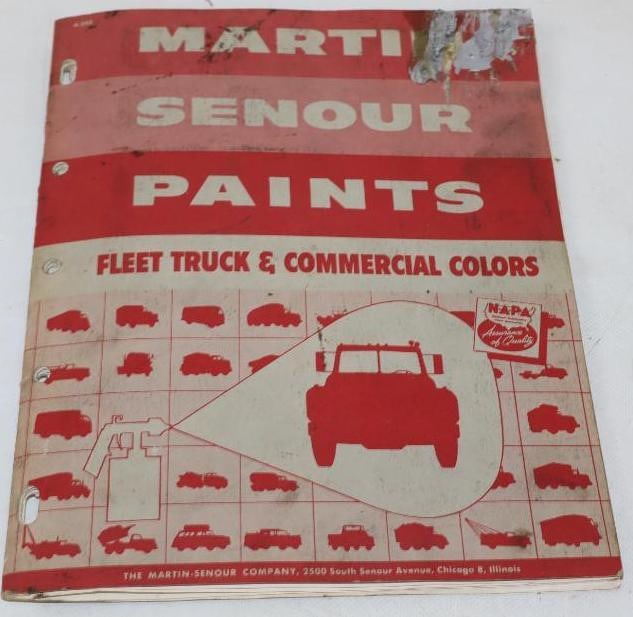 MARTI
SENOUR
PAINTS
FLEET TRUCK & COMMERCIAL COLORS
NAPA
Assurance
of Quality
THE MARTIN-SENOUR COMPANY, 2500 South Senour Avenue, Chicago 8, Illinois